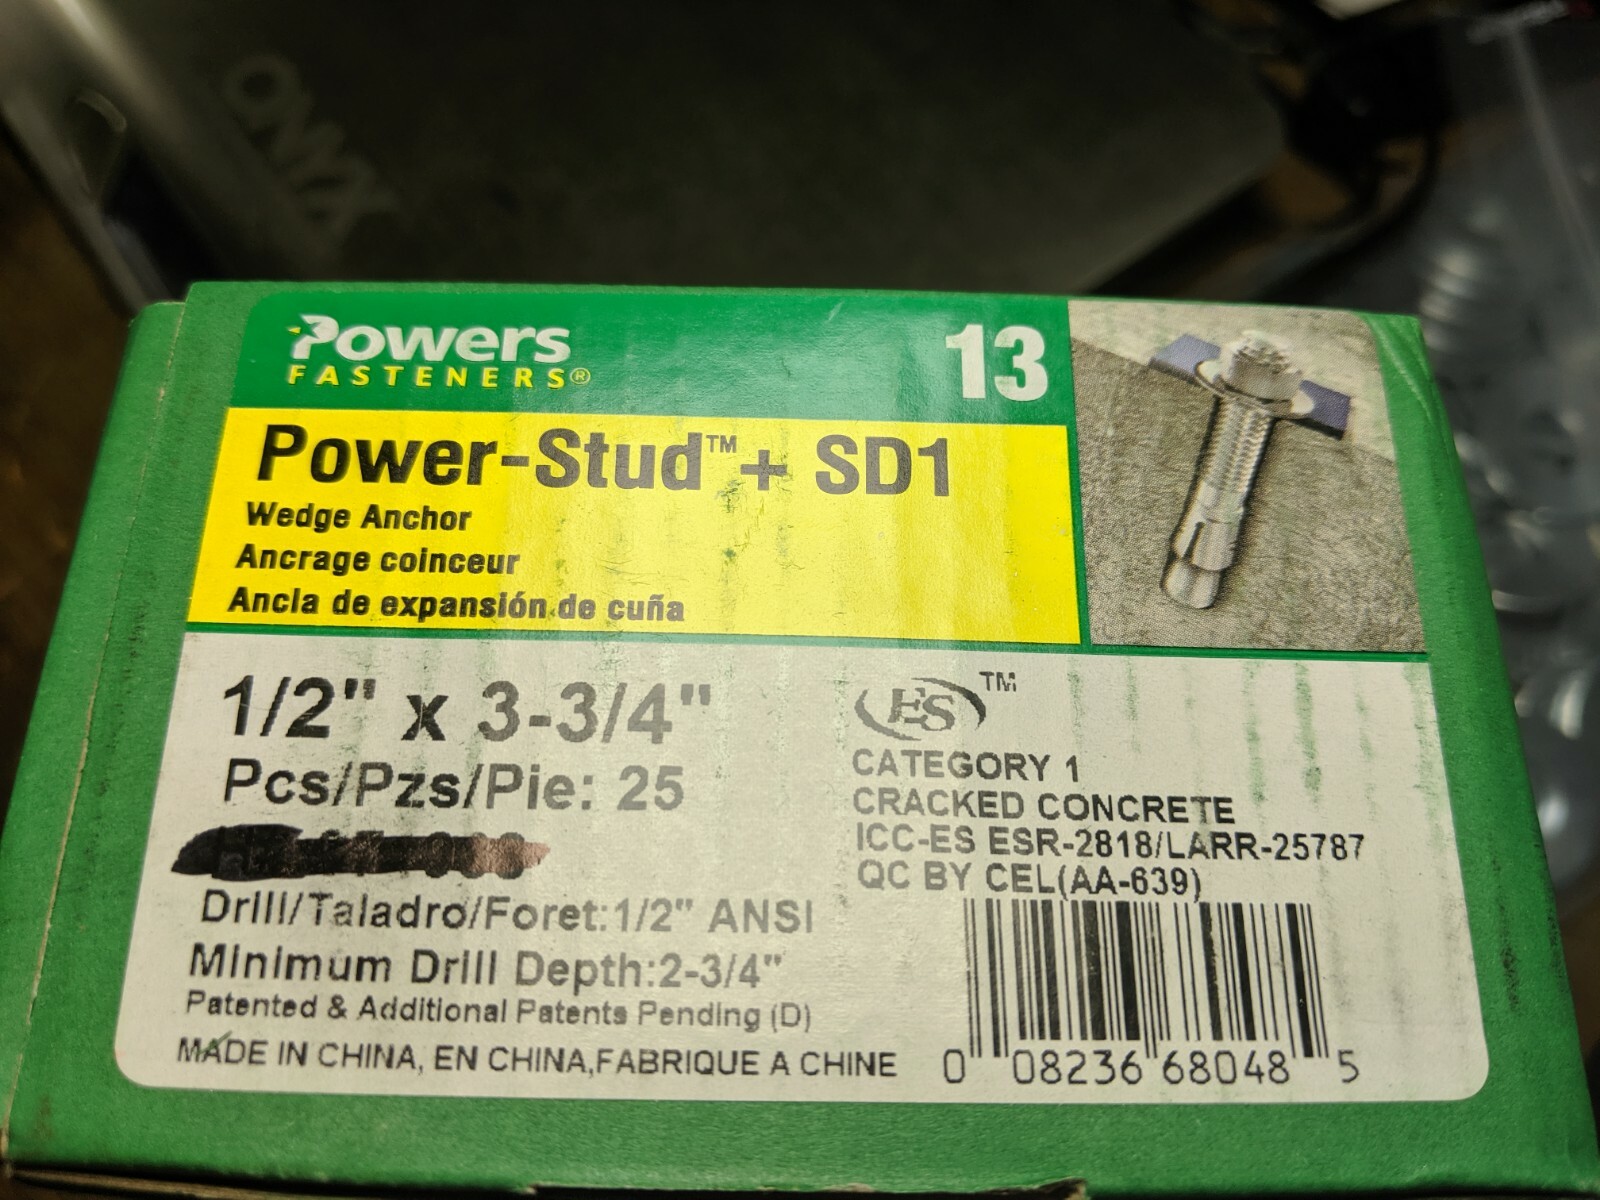 ONYX
Powers
FASTENERS®
13
Power-Stud™+ SD1
Wedge Anchor
Ancrage coinceur
Ancla de expansión de cuña
1/2" x 3-3/4"
Pcs/Pzs/Pie: 25
Drill/Taladro/Foret:1/2" ANSI
Minimum Drill Depth:2-3/4"
Patented & Additional Patents Pending (D)
MADE IN CHINA, EN CHINA,FABRIQUE A CHINE
ES™
CATEGORY 1
CRACKED CONCRETE
ICC-ES ESR-2818/LARR-25787
QC BY CEL(AA-639)
0 08236 68048 5